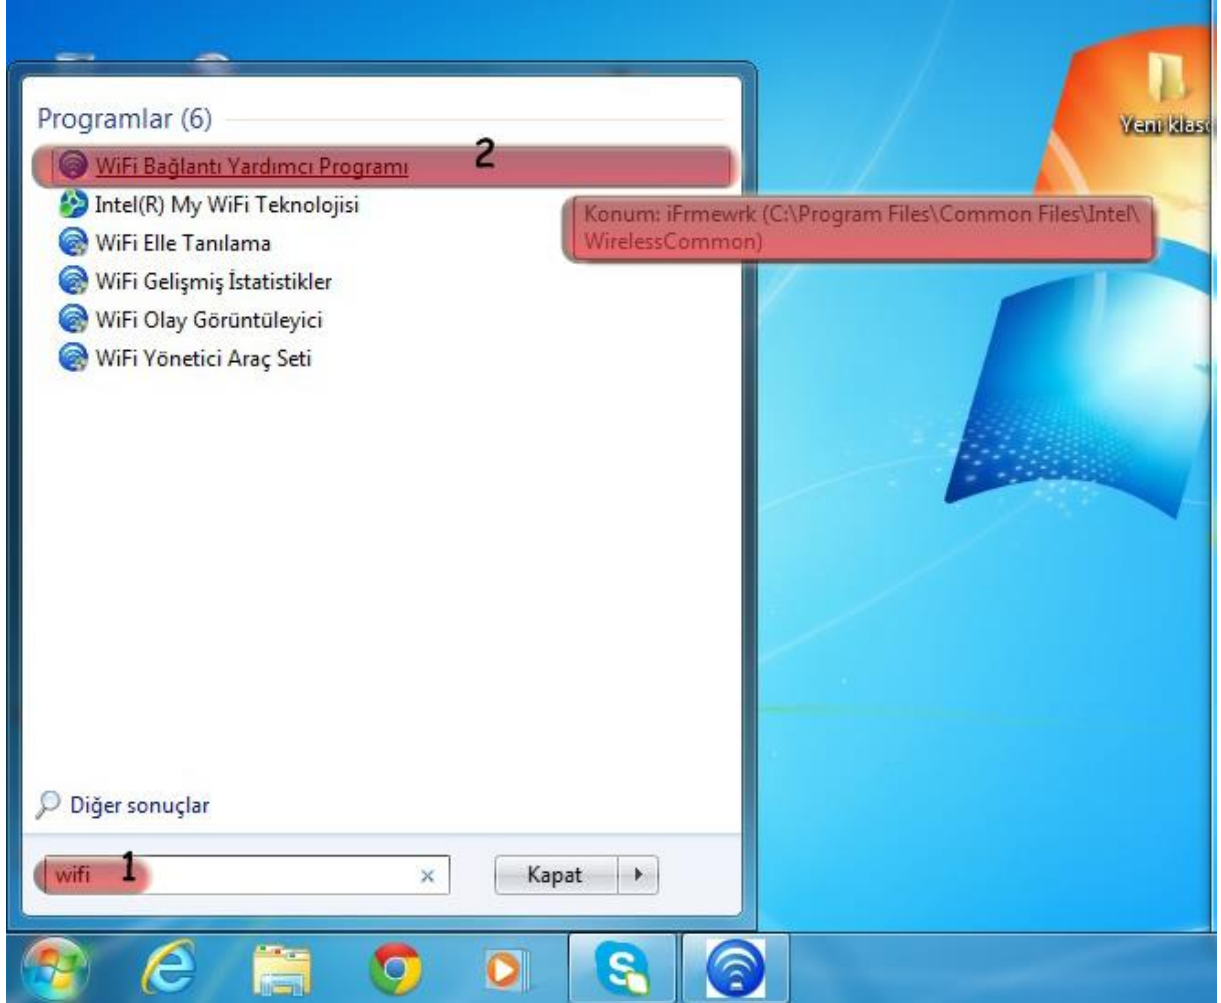 Programlar (6)
WiFi Bağlantı Yardımcı Programı
2
Intel(R) My WiFi Teknolojisi
WiFi Elle Tanılama
WiFi Gelişmiş İstatistikler
WiFi Olay Görüntüleyici
WiFi Yönetici Araç Seti
Konum: iFrmewrk (C:\Program Files\Common Files\Intel\
WirelessCommon)
Yeni klasö
Diğer sonuçlar
wifi
1
Kapat
S